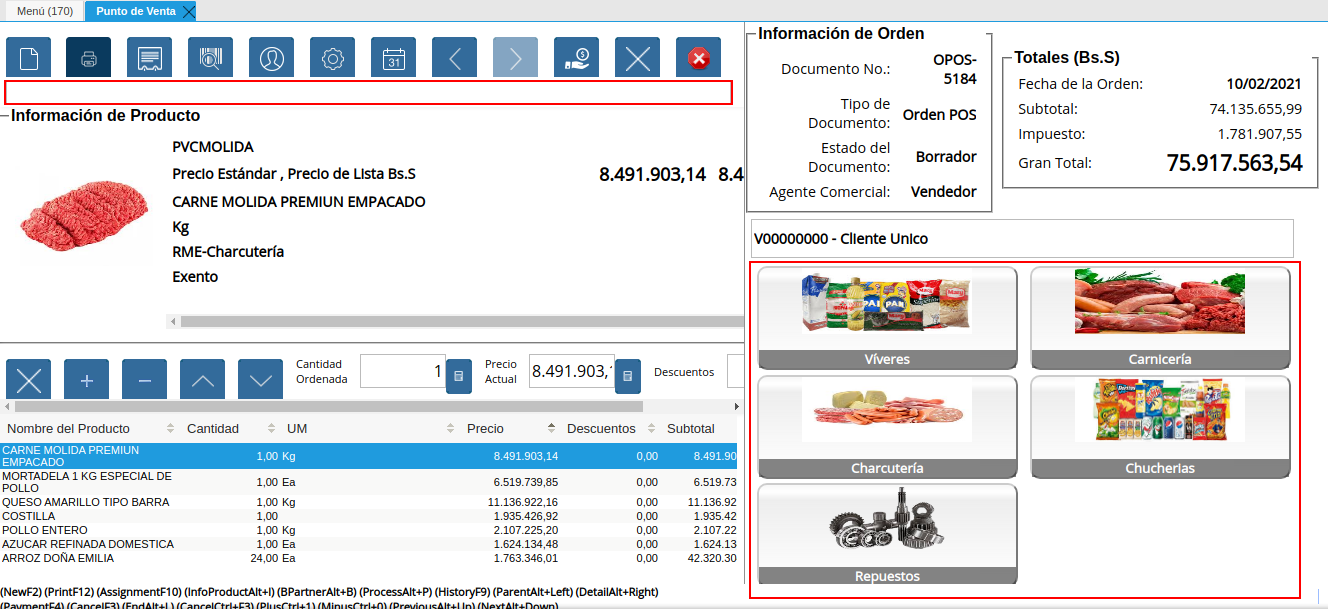 Menú (170)
Punto de Venta
31
Información de Producto
PVCMOLIDA
Precio Estándar , Precio de Lista Bs.S 8.491.903,14 8.4
CARNE MOLIDA PREMIUN EMPACADO
Kg
RME-Charcutería
Exento
Cantidad
Ordenada
1
Precio
Actual
8.491.903,
Descuentos
Nombre del Producto Cantidad UM Precio Descuentos Subtotal
CARNE MOLIDA PREMIUN
EMPACADO 1,00 Kg 8.491.903,14 0,00 8.491.90
MORTADELA 1 KG ESPECIAL DE
POLLO 1,00 Ea 6.519.739,85 0,00 6.519.73
QUESO AMARILLO TIPO BARRA 1,00 Kg 11.136.922,16 0,00 11.136.92
COSTILLA 1,00 1.935.426,92 0,00 1.935.42
POLLO ENTERO 1,00 Kg 2.107.225,20 0,00 2.107.22
AZUCAR REFINADA DOMESTICA 1,00 Ea 1.624.134,48 0,00 1.624.13
ARROZ DOÑA EMILIA 24,00 Ea 1.763.346,01 0,00 42.320.30
(NewF2) (PrintF12) (AssignmentF10) (InfoProductAlt+I) (BPartnerAlt+B) (ProcessAlt+P) (HistoryF9) (ParentAlt+Left) (DetailAlt+Right)
(PaymentF4) (CancelF3) (EndAlt+L) (CancelCtrl+F3) (PlusCtrl+1) (MinusCtrl+0) (PreviousAlt+Up) (NextAlt+Down)
Información de Orden
Documento No.: OPOS-
5184
Tipo de
Documento: Orden POS
Estado del
Documento: Borrador
Agente Comercial: Vendedor
Totales (Bs.S)
Fecha de la Orden: 10/02/2021
Subtotal: 74.135.655,99
Impuesto: 1.781.907,55
Gran Total: 75.917.563,54
V00000000 - Cliente Unico
PAN
PAN
Mary
Mary
Víveres
Carnicería
Charcutería
Chucherias
Repuestos